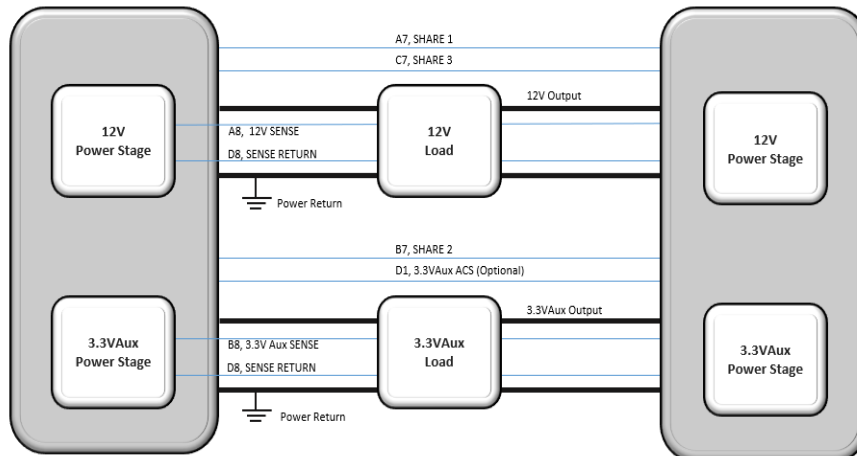 A7, SHARE 1
C7, SHARE 3
12V Output
12V
Power Stage
A8,  12V SENSE
D8, SENSE RETURN
12V
Load
12V
Power Stage
Power Return
B7, SHARE 2
D1, 3.3VAux ACS (Optional)
3.3VAux Output
3.3VAux
Power Stage
B8, 3.3V Aux SENSE
D8, SENSE RETURN
3.3VAux
Load
3.3VAux
Power Stage
Power Return